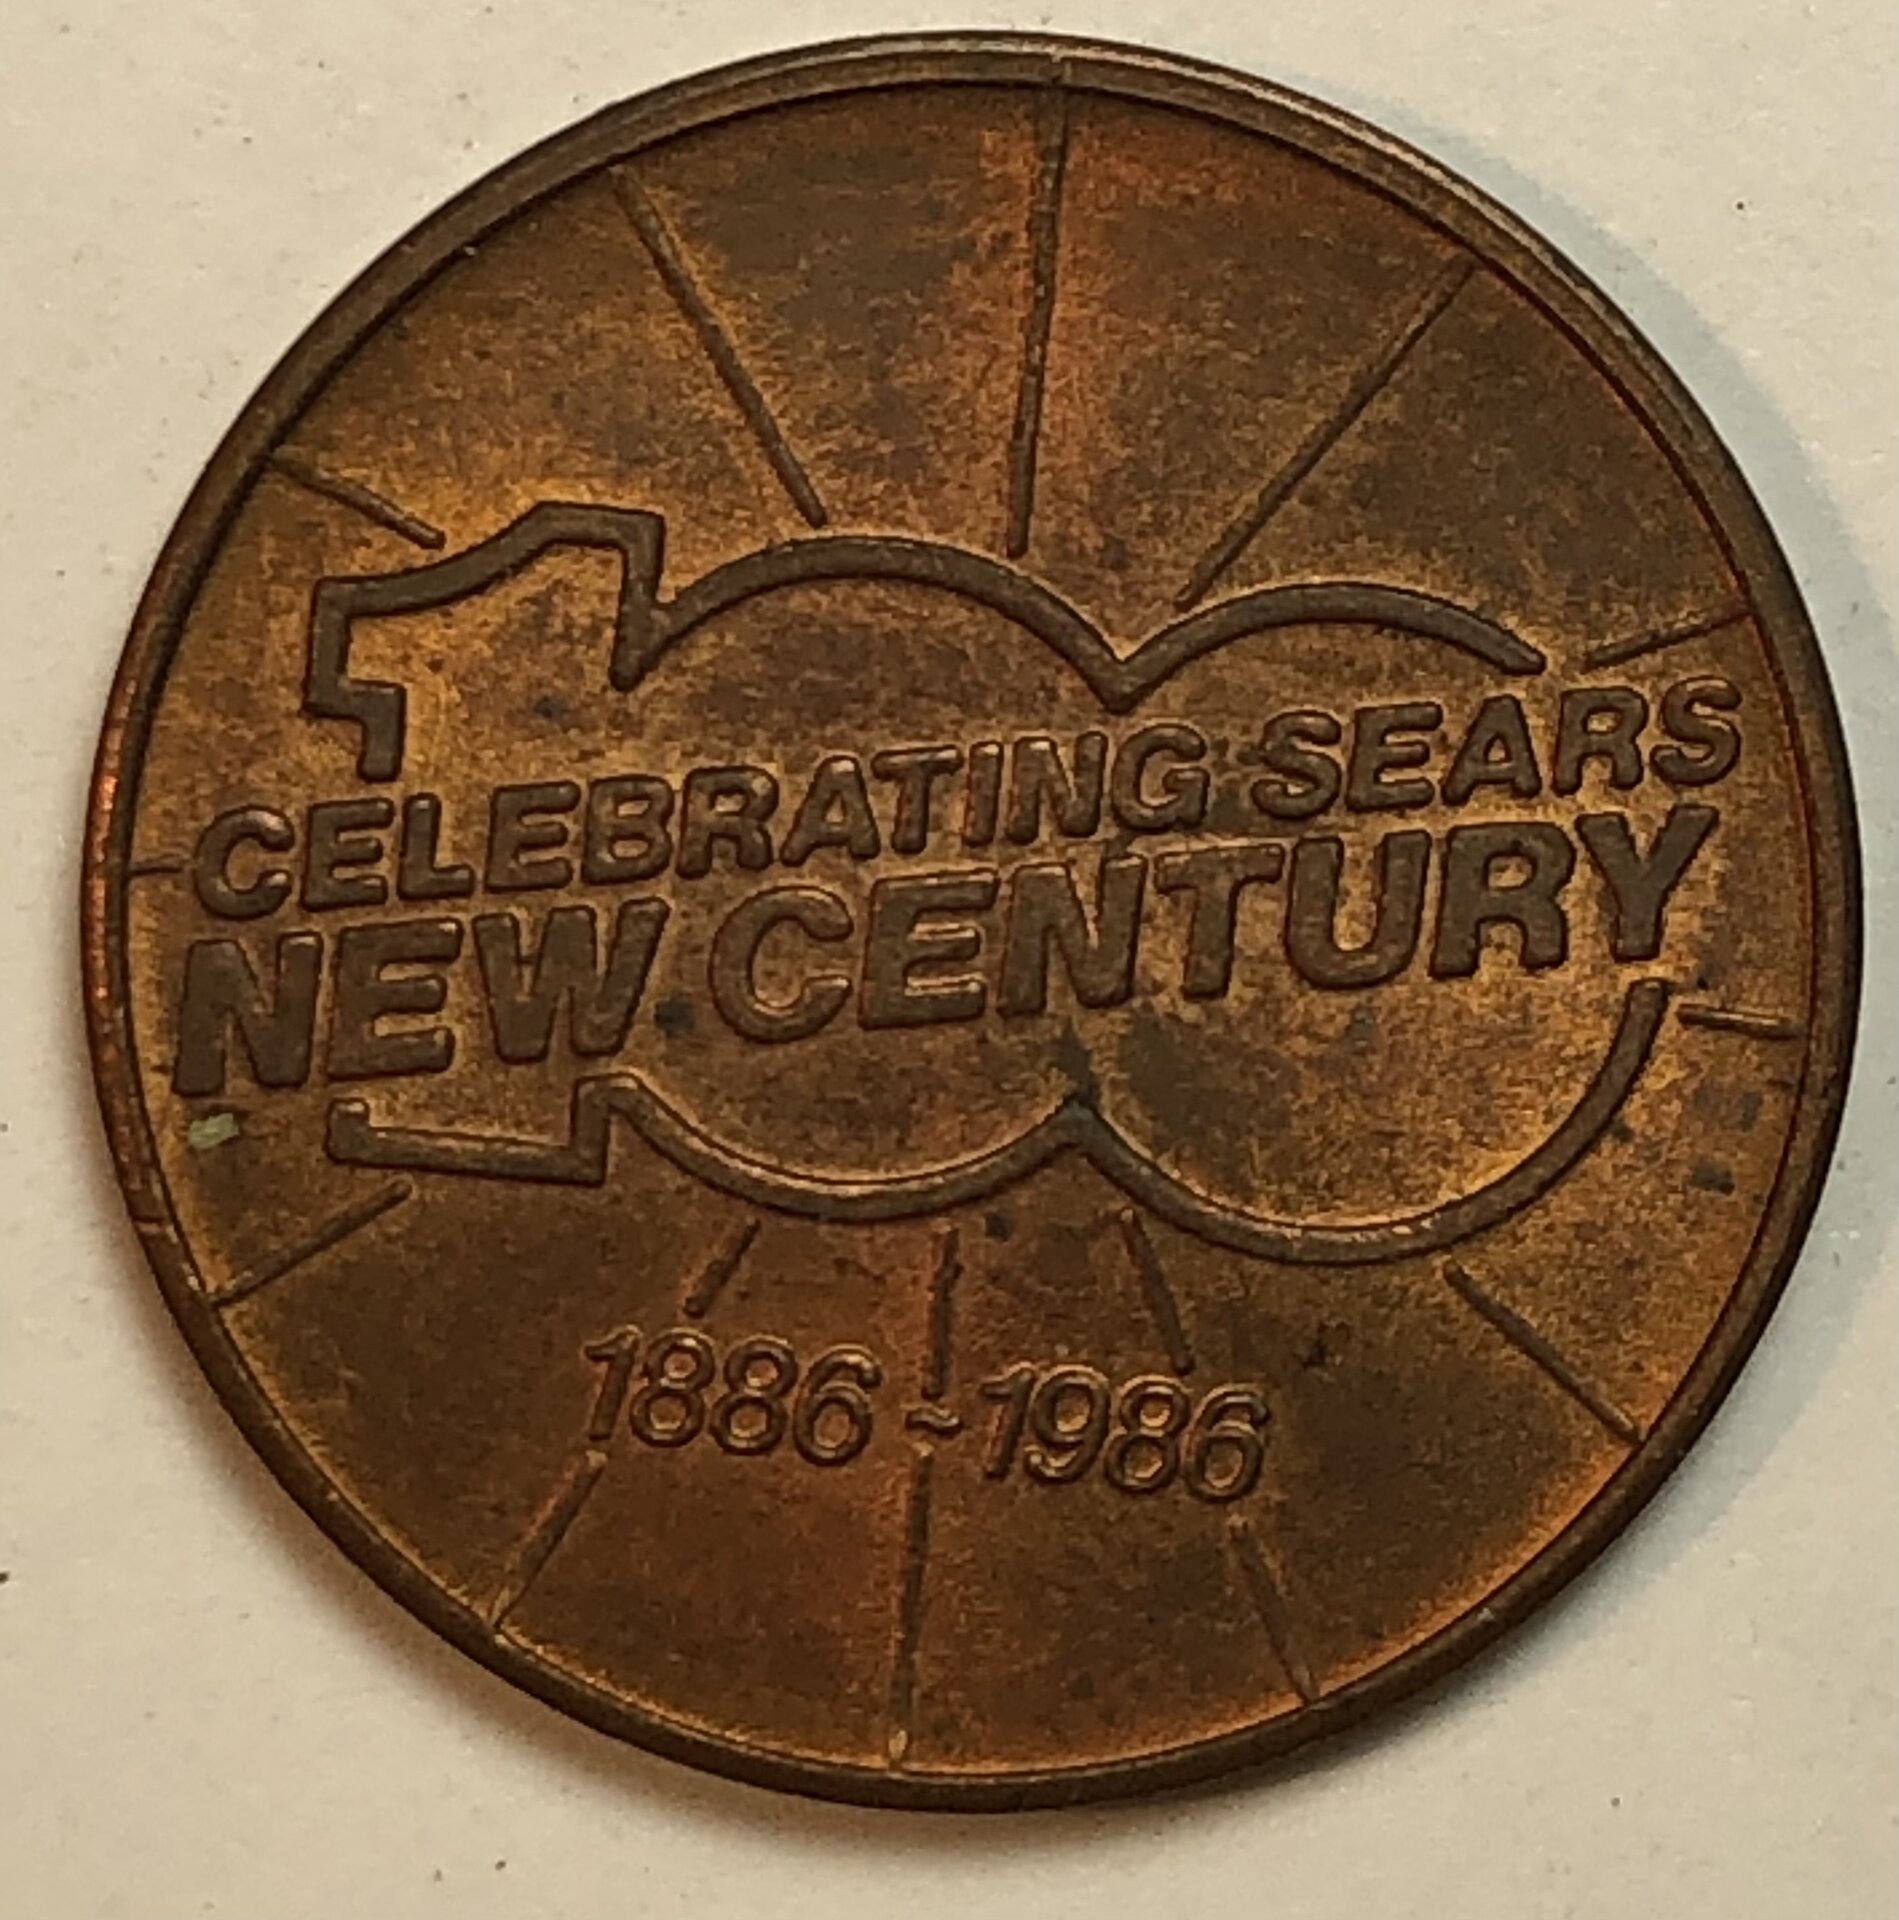 100
CELEBRATING SEARS
NEW CENTURY
1886~1986